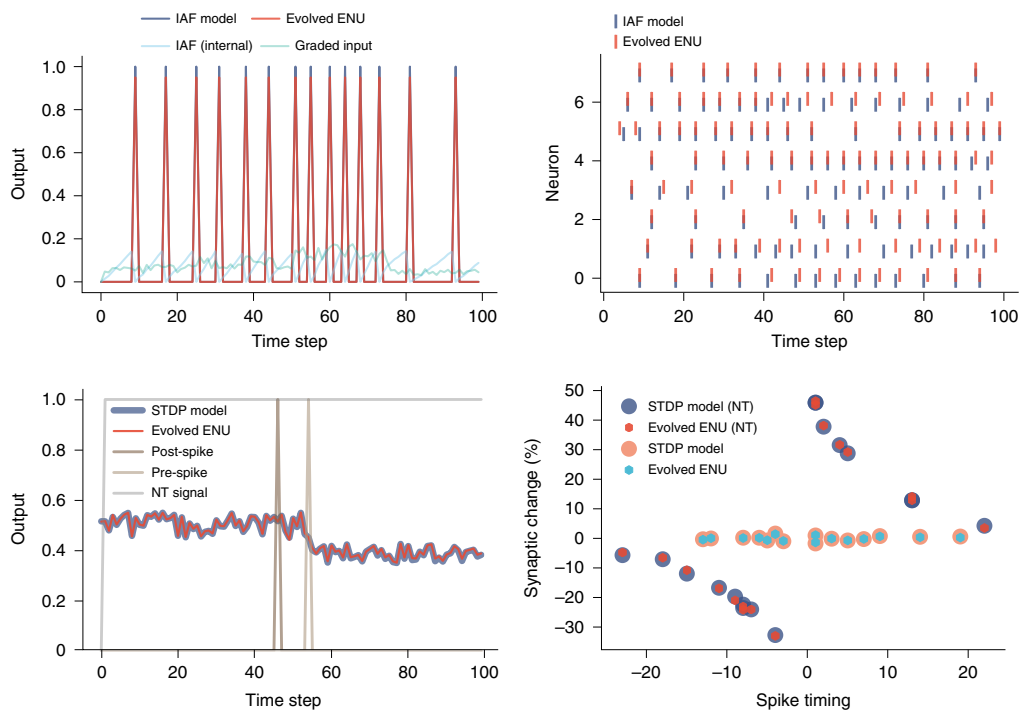 IAF model Evolved ENU
IAF (internal) Graded input
1.0
0.8
0.6
0.4
0.2
0
Output
0 20 40 60 80 100
Time step
IAF model
Evolved ENU
6
4
2
0
Neuron
0 20 40 60 80 100
Time step
1.0
0.8
0.6
0.4
0.2
0
Output
STDP model
Evolved ENU
Post-spike
Pre-spike
NT signal
0 20 40 60 80 100
Time step
50
40
30
20
10
0
−10
−20
−30
Synaptic change (%)
STDP model (NT)
Evolved ENU (NT)
STDP model
Evolved ENU
−20 −10 0 10 20
Spike timing